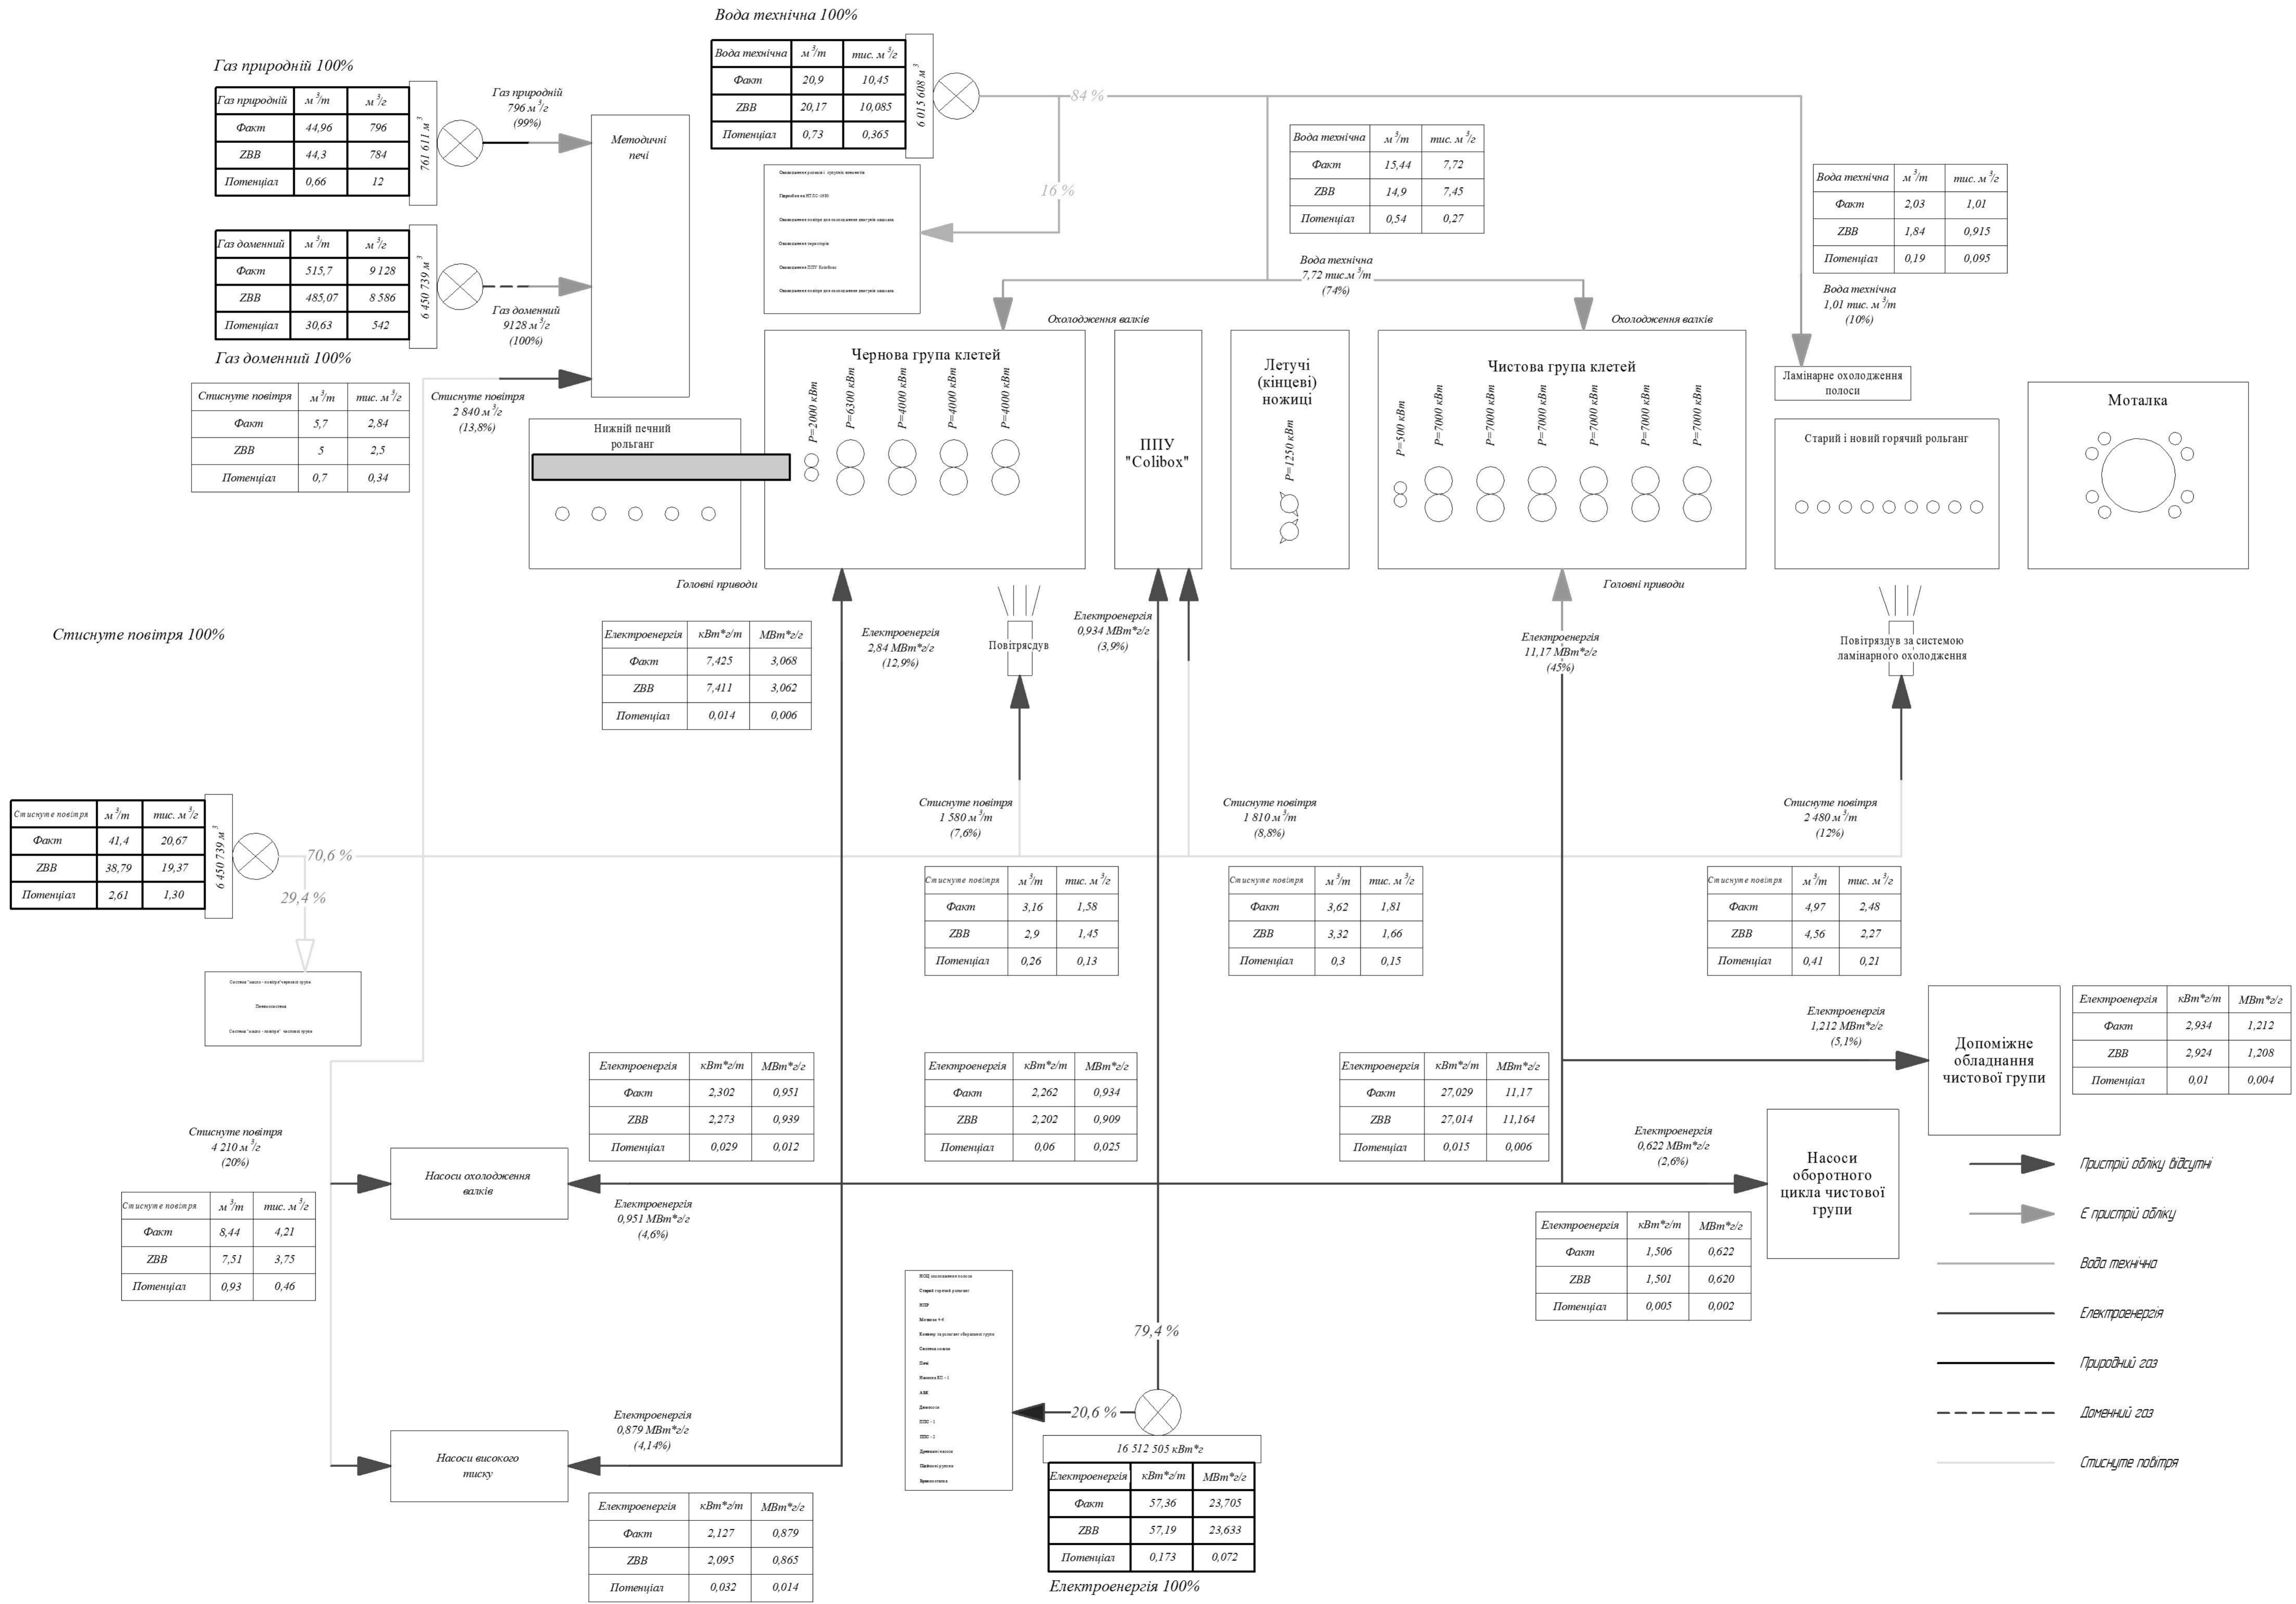 Вода технічна 100%
Газ природній 100%
Вода технічна м³/т тис. м³/г
Факт 20,9 10,45
ZBB 20,17 10,085
Потенціал 0,73 0,365
6 015 608 м³
84 %
16 %
Газ природній м³/т м³/г
Факт 44,96 796
ZBB 44,3 784
Потенціал 0,66 12
761 611 м³
Газ природній
796 м³/г
(99%)
Методичні
печі
Газ доменний м³/т м³/г
Факт 515,7 9 128
ZBB 485,07 8 586
Потенціал 30,63 542
6 450 739 м³
Газ доменний
9128 м³/г
(100%)
Газ доменний 100%
Вода технічна м³/т тис. м³/г
Факт 15,44 7,72
ZBB 14,9 7,45
Потенціал 0,54 0,27
Вода технічна
7,72 тис.м³/т
(74%)
Вода технічна м³/т тис. м³/г
Факт 2,03 1,01
ZBB 1,84 0,915
Потенціал 0,19 0,095
Вода технічна
1,01 тис. м³/т
(10%)
Стиснуте повітря м³/т тис. м³/г
Факт 5,7 2,84
ZBB 5 2,5
Потенціал 0,7 0,34
Стиснуте повітря
2 840 м³/г
(13,8%)
Нижній печний
рольганг
Охолодження валків
Чернова група клетей
P=2000 кВт
P=6300 кВт
P=4000 кВт
P=4000 кВт
P=4000 кВт
ППУ
"Colibox"
Летучі
(кінцеві)
ножиці
P=1250 кВт
Охолодження валків
Чистова група клетей
P=500 кВт
P=7000 кВт
P=7000 кВт
P=7000 кВт
P=7000 кВт
P=7000 кВт
P=7000 кВт
Ламінарне охолодження
полоси
Старий і новий горячий рольганг
Моталка
Головні приводи
Головні приводи
Стиснуте повітря 100%
Електроенергія кВт*г/т МВт*г/г
Факт 7,425 3,068
ZBB 7,411 3,062
Потенціал 0,014 0,006
Електроенергія
2,84 МВт*г/г
(12,9%)
Повітрясдув
Електроенергія
0,934 МВт*г/г
(3,9%)
Електроенергія
11,17 МВт*г/г
(45%)
Повітряздув за системою
ламінарного охолодження
Стиснуте повітря м³/т тис. м³/г
Факт 41,4 20,67
ZBB 38,79 19,37
Потенціал 2,61 1,30
6 450 739 м³
70,6 %
29,4 %
Стиснуте повітря
1 580 м³/т
(7,6%)
Стиснуте повітря
1 810 м³/т
(8,8%)
Стиснуте повітря
2 480 м³/т
(12%)
Стиснуте повітря м³/т тис. м³/г
Факт 3,16 1,58
ZBB 2,9 1,45
Потенціал 0,26 0,13
Стиснуте повітря м³/т тис. м³/г
Факт 3,62 1,81
ZBB 3,32 1,66
Потенціал 0,3 0,15
Стиснуте повітря м³/т тис. м³/г
Факт 4,97 2,48
ZBB 4,56 2,27
Потенціал 0,41 0,21
Електроенергія
1,212 МВт*г/г
(5,1%)
Допоміжне
обладнання
чистової групи
Електроенергія кВт*г/т МВт*г/г
Факт 2,934 1,212
ZBB 2,924 1,208
Потенціал 0,01 0,004
Електроенергія кВт*г/т МВт*г/г
Факт 2,302 0,951
ZBB 2,273 0,939
Потенціал 0,029 0,012
Електроенергія кВт*г/т МВт*г/г
Факт 2,262 0,934
ZBB 2,202 0,909
Потенціал 0,06 0,025
Електроенергія кВт*г/т МВт*г/г
Факт 27,029 11,17
ZBB 27,014 11,164
Потенціал 0,015 0,006
Стиснуте повітря
4 210 м³/г
(20%)
Насоси охолодження
валків
Електроенергія
0,951 МВт*г/г
(4,6%)
Електроенергія
0,622 МВт*г/г
(2,6%)
Насоси
оборотного
цикла чистової
групи
Стиснуте повітря м³/т тис. м³/г
Факт 8,44 4,21
ZBB 7,51 3,75
Потенціал 0,93 0,46
Електроенергія кВт*г/т МВт*г/г
Факт 1,506 0,622
ZBB 1,501 0,620
Потенціал 0,005 0,002
Пристрій обліку відсутні
Є пристрій обліку
Вода технічна
Електроенергія
Природний газ
Доменний газ
Стиснуте повітря
79,4 %
20,6 %
16 512 505 кВт*г
Електроенергія
0,879 МВт*г/г
(4,14%)
Насоси високого
тиску
Електроенергія кВт*г/т МВт*г/г
Факт 2,127 0,879
ZBB 2,095 0,865
Потенціал 0,032 0,014
Електроенергія кВт*г/т МВт*г/г
Факт 57,36 23,705
ZBB 57,19 23,633
Потенціал 0,173 0,072
Електроенергія 100%